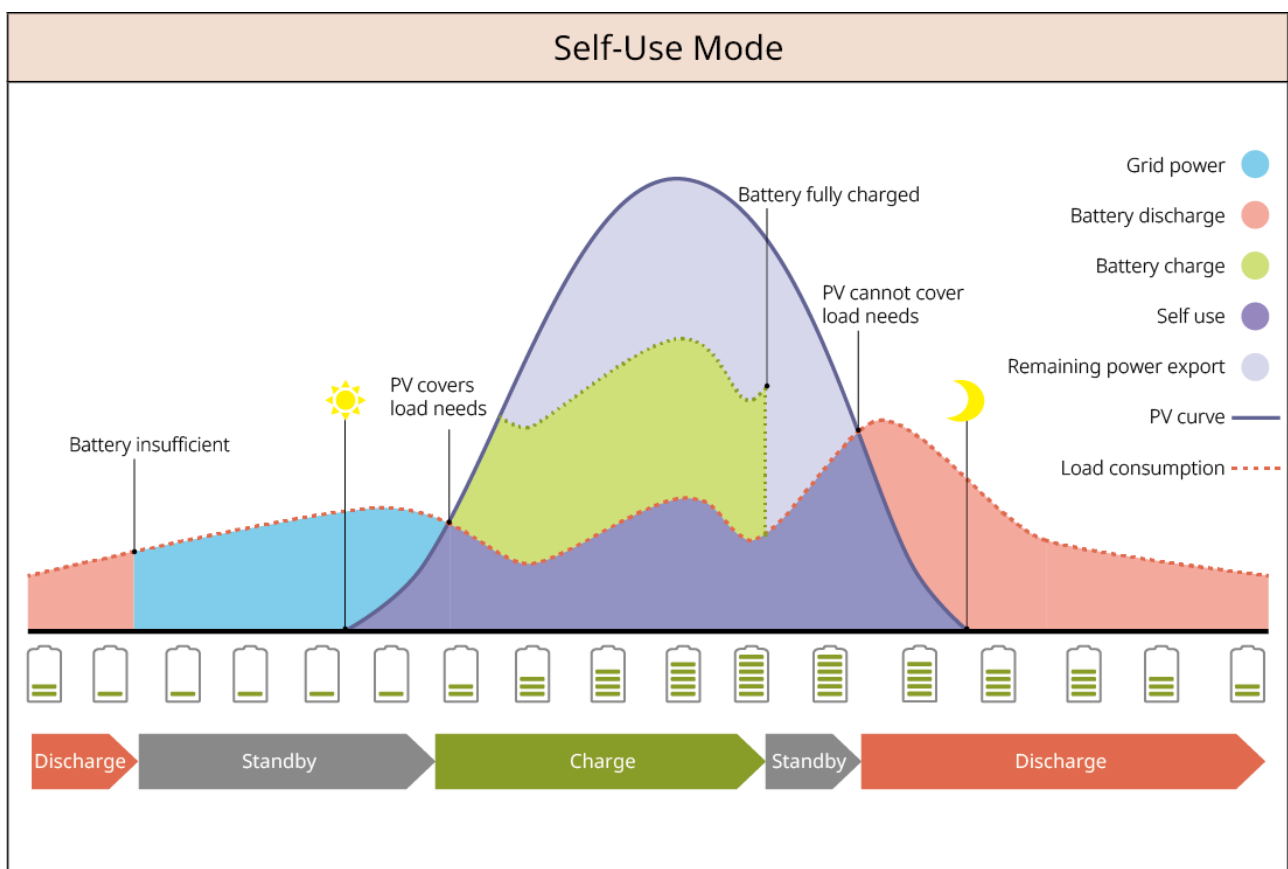 Self-Use Mode
Grid power
Battery discharge
Battery charge
Self use
Remaining power export
PV curve
Load consumption
Battery fully charged
PV cannot cover
load needs
PV covers
load needs
Battery insufficient
Discharge
Standby
Charge
Standby
Discharge